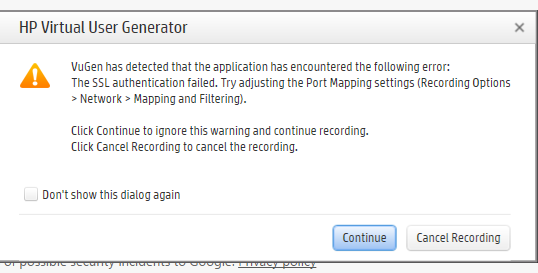 HP Virtual User Generator
VuGen has detected that the application has encountered the following error:
The SSL authentication failed. Try adjusting the Port Mapping settings (Recording Options
> Network > Mapping and Filtering).
Click Continue to ignore this warning and continue recording.
Click Cancel Recording to cancel the recording.
Don't show this dialog again
Continue
Cancel Recording
of possible security incidents to Google. Privacy policy